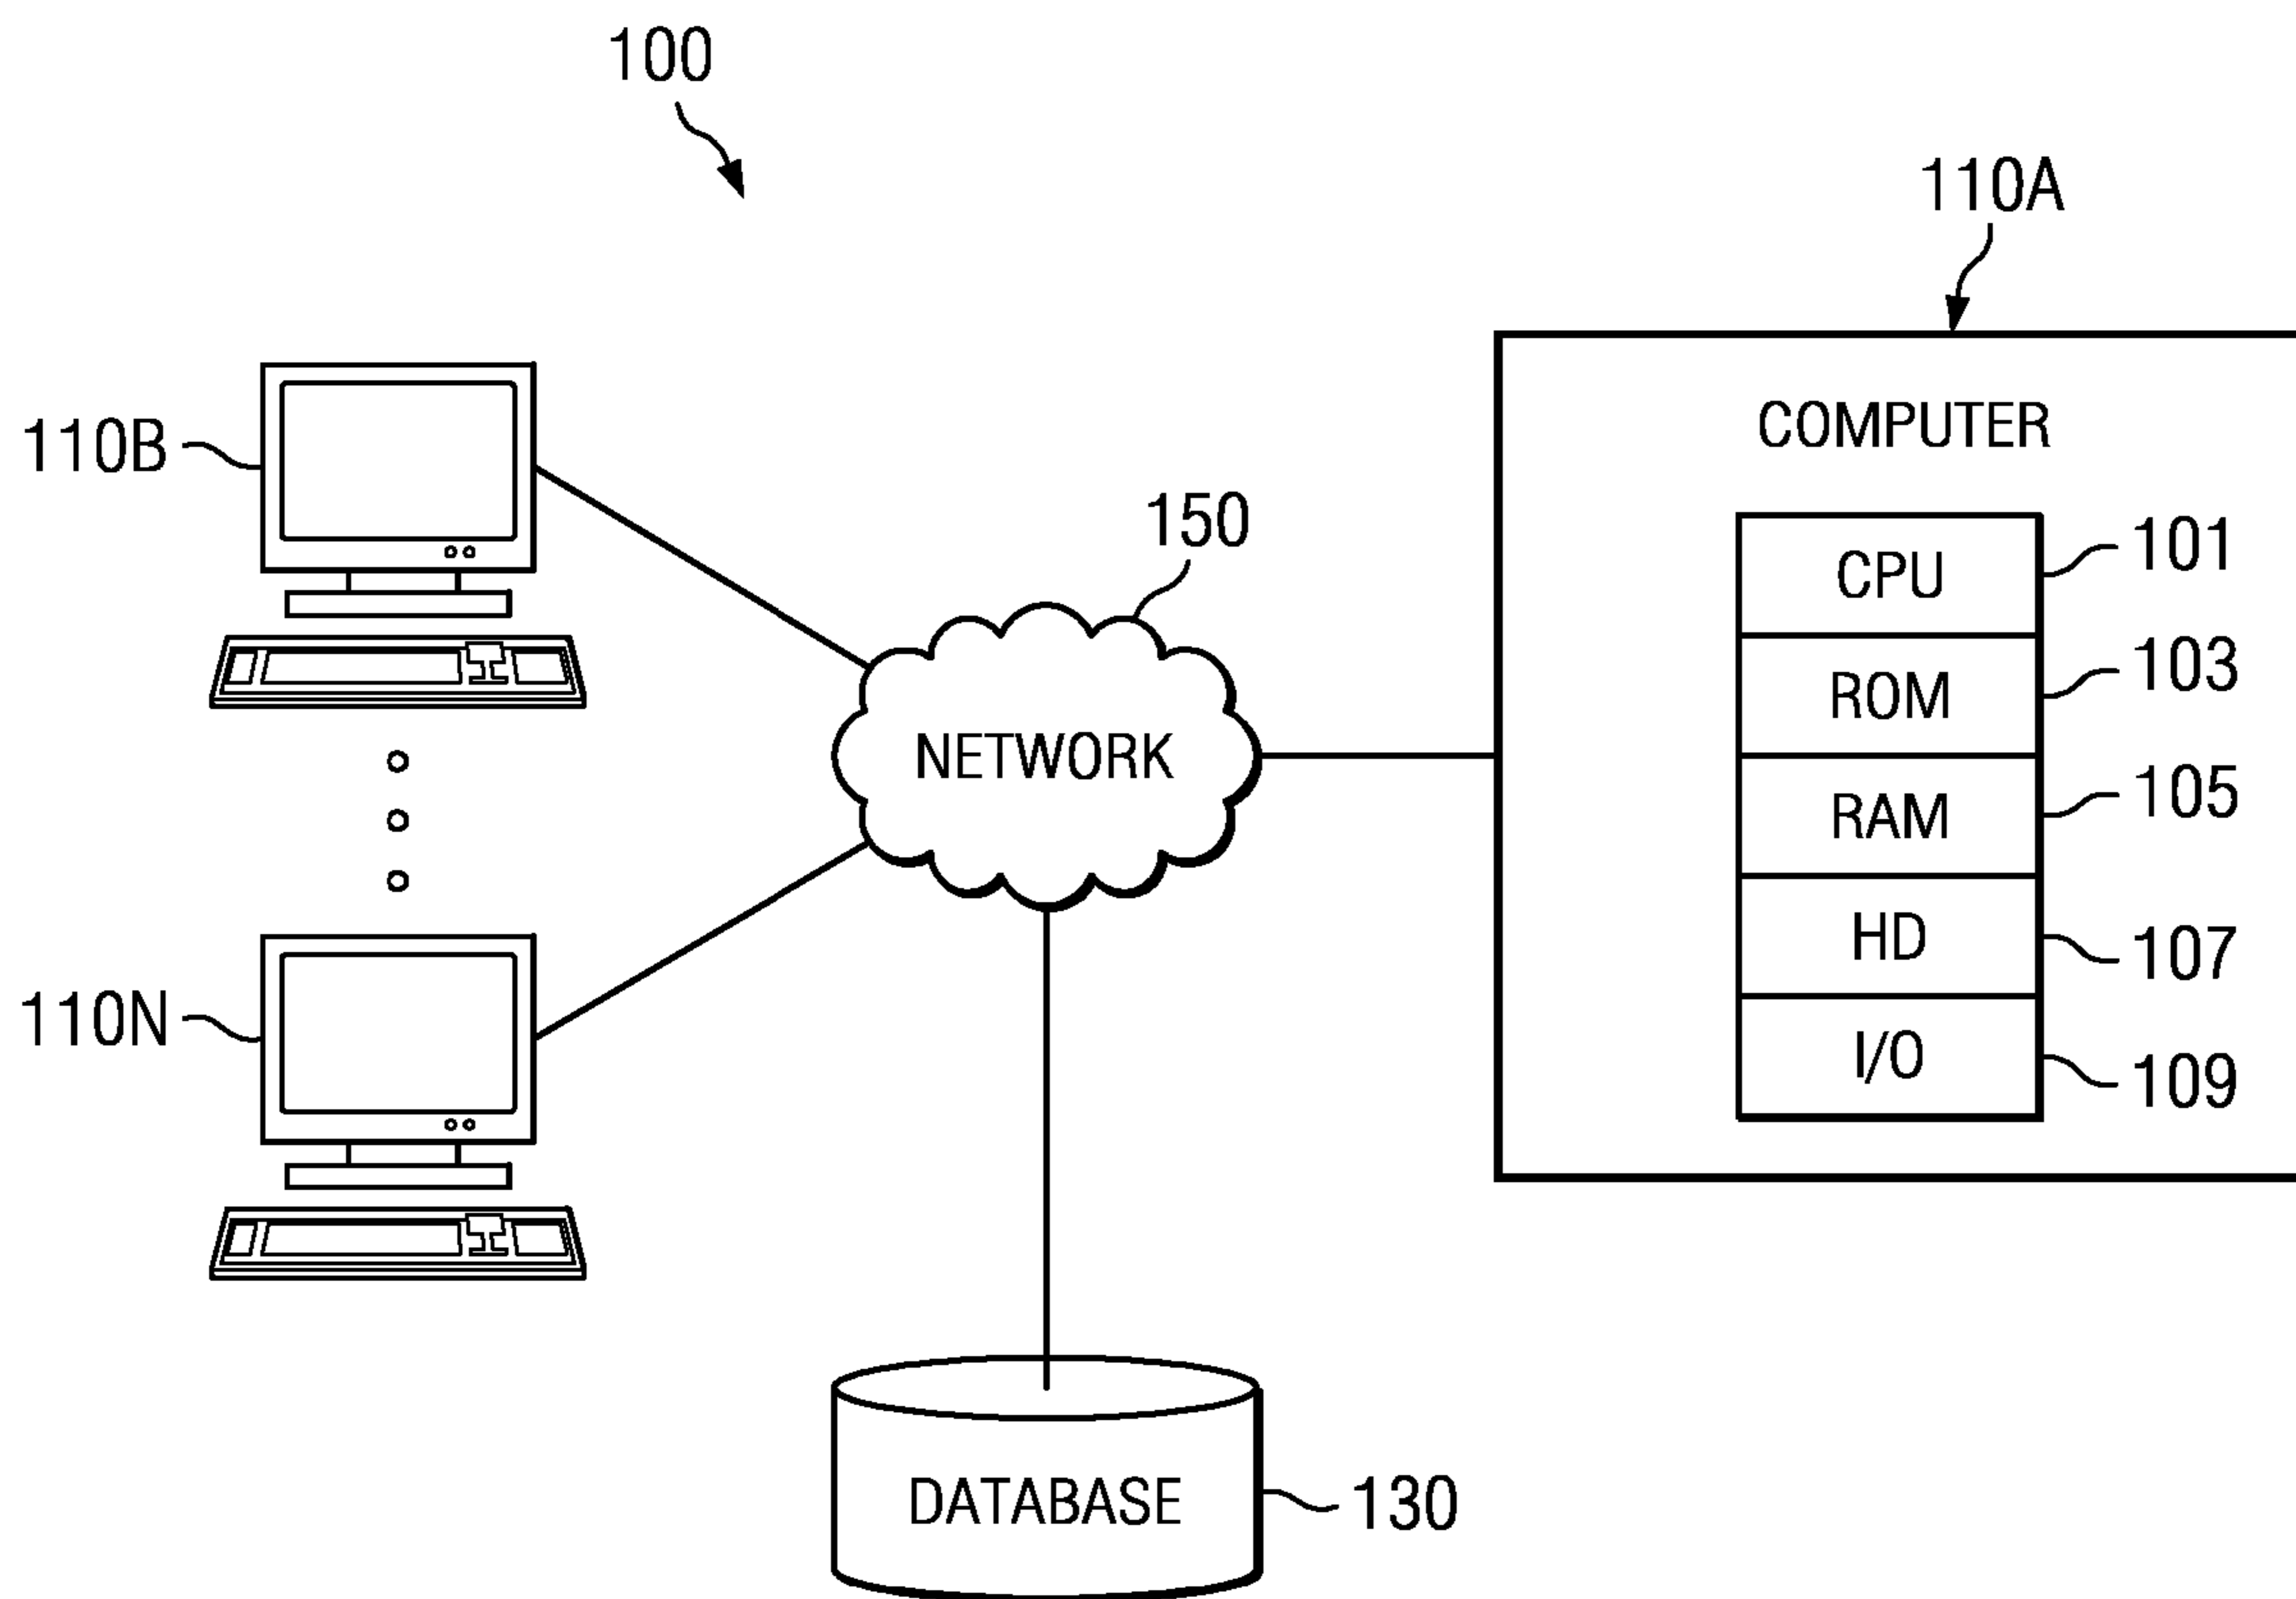 100
110A
COMPUTER
110B
150
CPU 101
ROM 103
NETWORK
RAM 105
HD 107
110N
I/O 109
DATABASE 130